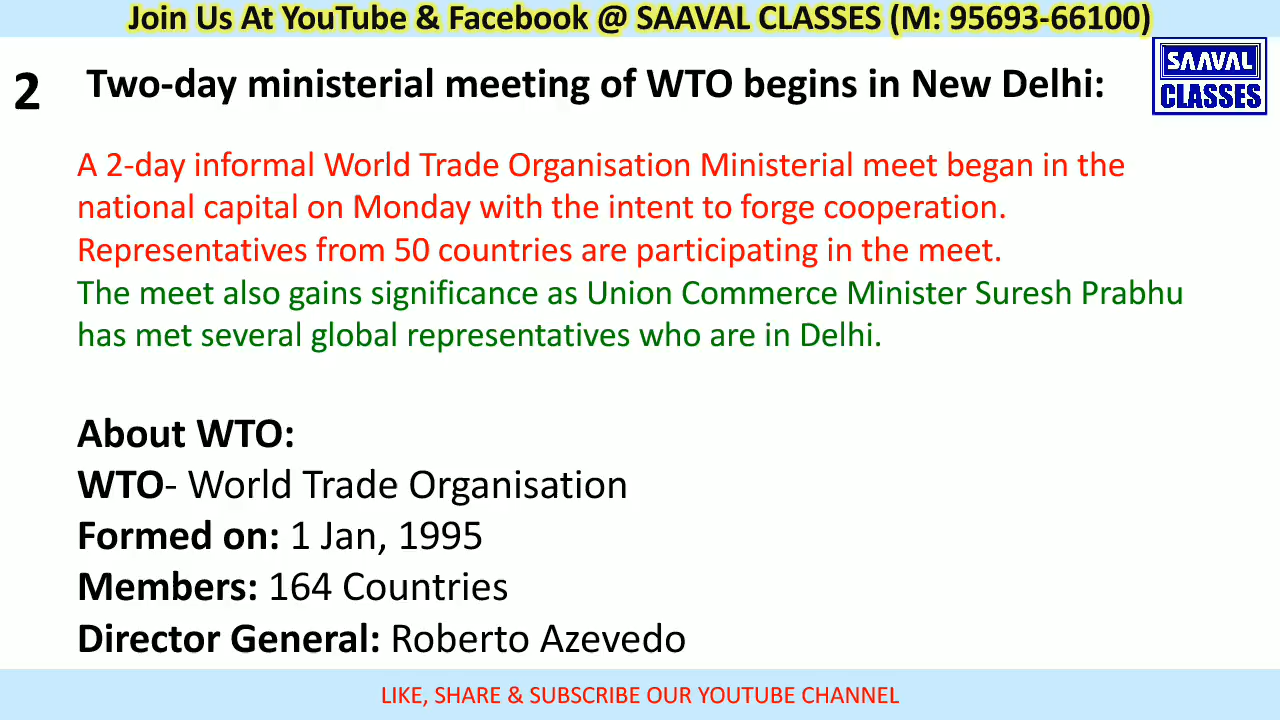 Join Us At YouTube & Facebook @ SAAVAL CLASSES (M: 95693-66100)
SAAVAL
CLASSES
2 Two-day ministerial meeting of WTO begins in New Delhi:
A 2-day informal World Trade Organisation Ministerial meet began in the
national capital on Monday with the intent to forge cooperation.
Representatives from 50 countries are participating in the meet.
The meet also gains significance as Union Commerce Minister Suresh Prabhu
has met several global representatives who are in Delhi.
About WTO:
WTO- World Trade Organisation
Formed on: 1 Jan, 1995
Members: 164 Countries
Director General: Roberto Azevedo
LIKE, SHARE & SUBSCRIBE OUR YOUTUBE CHANNEL